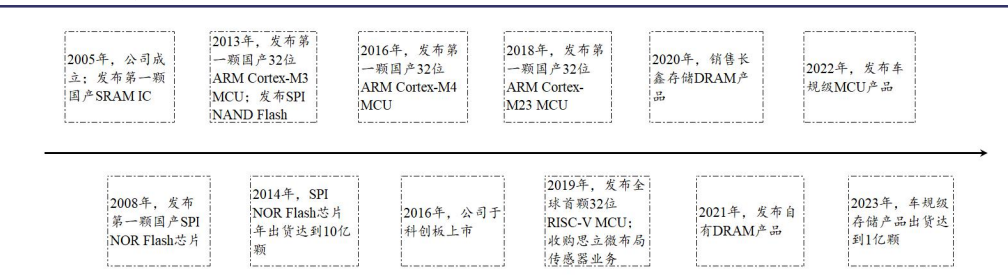 2005年，公司成
立；发布第一颗
国产SRAM IC
2013年，发布第
一颗国产32位
ARM Cortex-M3
MCU；发布SPI
NAND Flash
2016年，发布第
一颗国产32位
ARM Cortex-M4
MCU
2018年，发布第
一颗国产32位
ARM Cortex-
M23 MCU
2020年，销售长
鑫存储DRAM产
品
2022年，发布车
规级MCU产品
2008年，发布
第一颗国产SPI
NOR Flash芯片
2014年，SPI
NOR Flash芯片
年出货达到10亿
颗
2016年，公司于
科创板上市
2019年，发布全
球首颗32位
RISC-V MCU；
收购思立微布局
传感器业务
2021年，发布自
有DRAM产品
2023年，车规级
存储产品出货达
到1亿颗